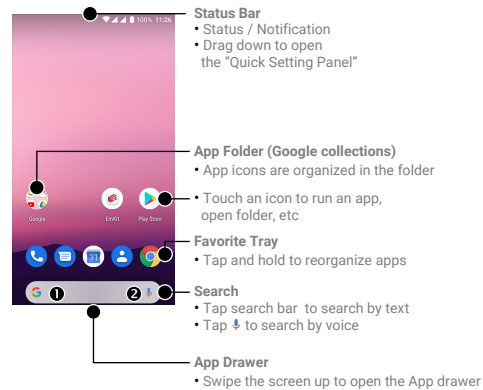 Status Bar
• Status / Notification
• Drag down to open
the “Quick Setting Panel”
100% 11:26
App Folder (Google collections)
• App icons are organized in the folder
• Touch an icon to run an app,
open folder, etc
Google
EinKit
Play Store
Favorite Tray
• Tap and hold to reorganize apps
31
Search
• Tap search bar to search by text
• Tap to search by voice
G 1 2
App Drawer
• Swipe the screen up to open the App drawer